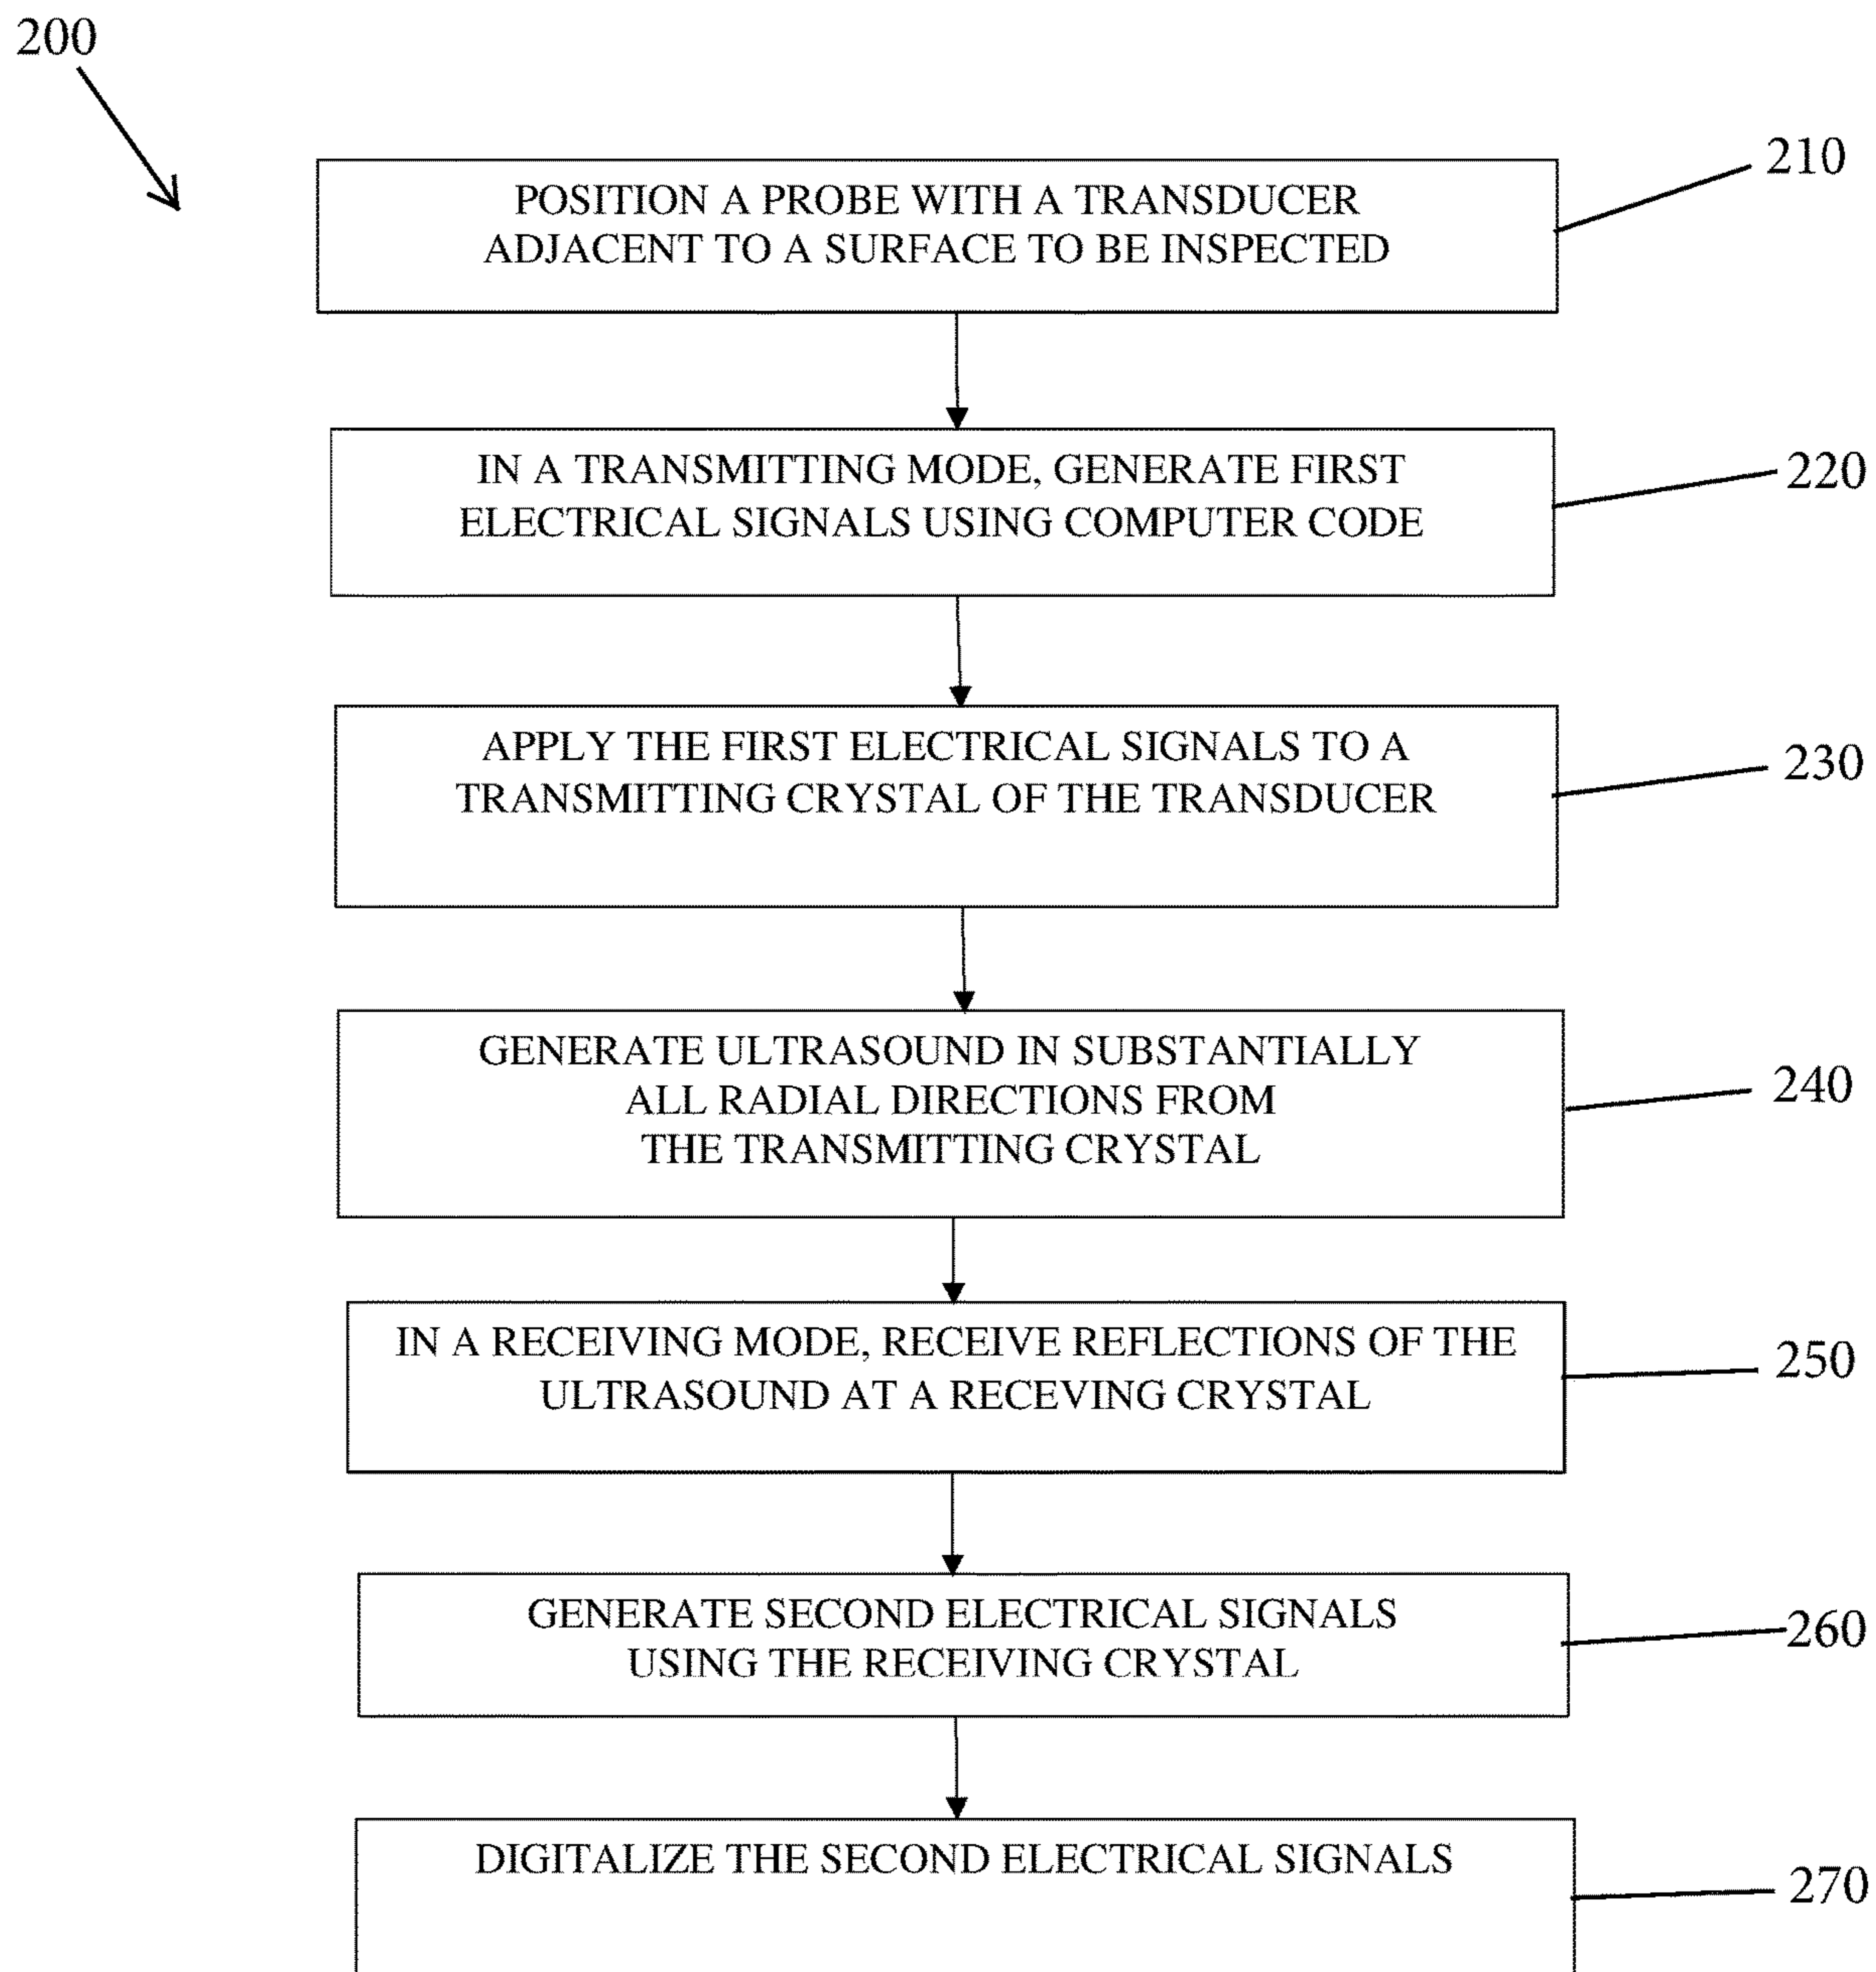 200
210
POSITION A PROBE WITH A TRANSDUCER
ADJACENT TO A SURFACE TO BE INSPECTED
220
IN A TRANSMITTING MODE, GENERATE FIRST
ELECTRICAL SIGNALS USING COMPUTER CODE
230
APPLY THE FIRST ELECTRICAL SIGNALS TO A
TRANSMITTING CRYSTAL OF THE TRANSDUCER
240
GENERATE ULTRASOUND IN SUBSTANTIALLY
ALL RADIAL DIRECTIONS FROM
THE TRANSMITTING CRYSTAL
250
IN A RECEIVING MODE, RECEIVE REFLECTIONS OF THE
ULTRASOUND AT A RECEVING CRYSTAL
260
GENERATE SECOND ELECTRICAL SIGNALS
USING THE RECEIVING CRYSTAL
270
DIGITALIZE THE SECOND ELECTRICAL SIGNALS